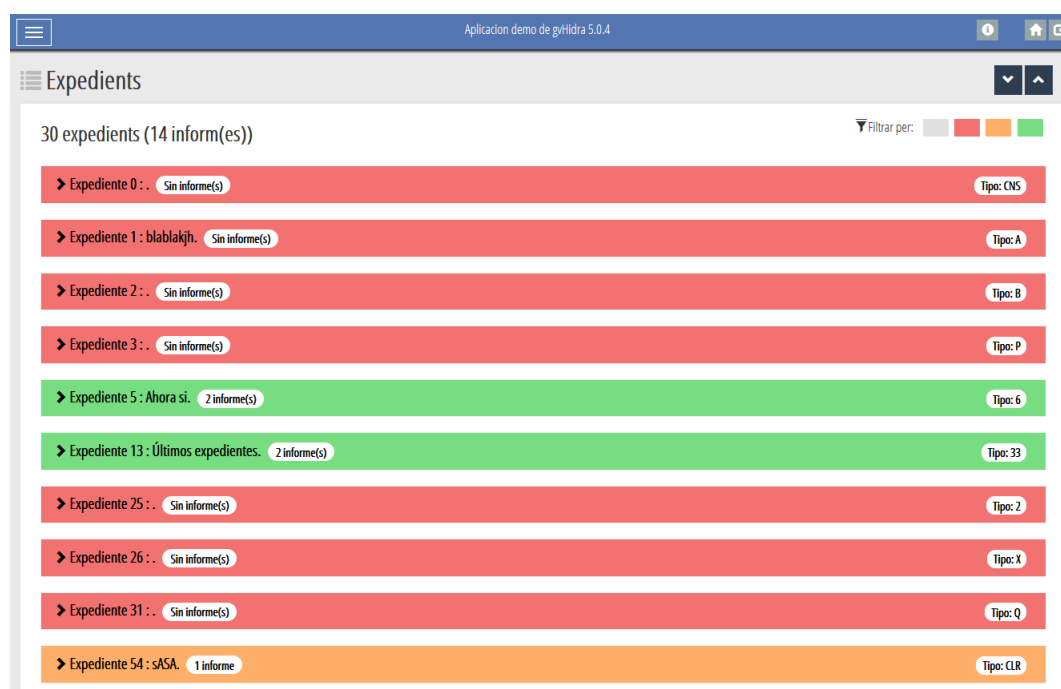 Aplicacion demo de gvHidra 5.0.4
Expedients
30 expedients (14 inform(es))
Filtrar per:
Expediente 0 : . Sin informe(s) Tipo: CNS
Expediente 1 : blablakjh. Sin informe(s) Tipo: A
Expediente 2 : . Sin informe(s) Tipo: B
Expediente 3 : . Sin informe(s) Tipo: P
Expediente 5 : Ahora si. 2 informe(s) Tipo: 6
Expediente 13 : Últimos expedientes. 2 informe(s) Tipo: 33
Expediente 25 : . Sin informe(s) Tipo: 2
Expediente 26 : . Sin informe(s) Tipo: X
Expediente 31 : . Sin informe(s) Tipo: Q
Expediente 54 : sASA. 1 informe Tipo: CLR